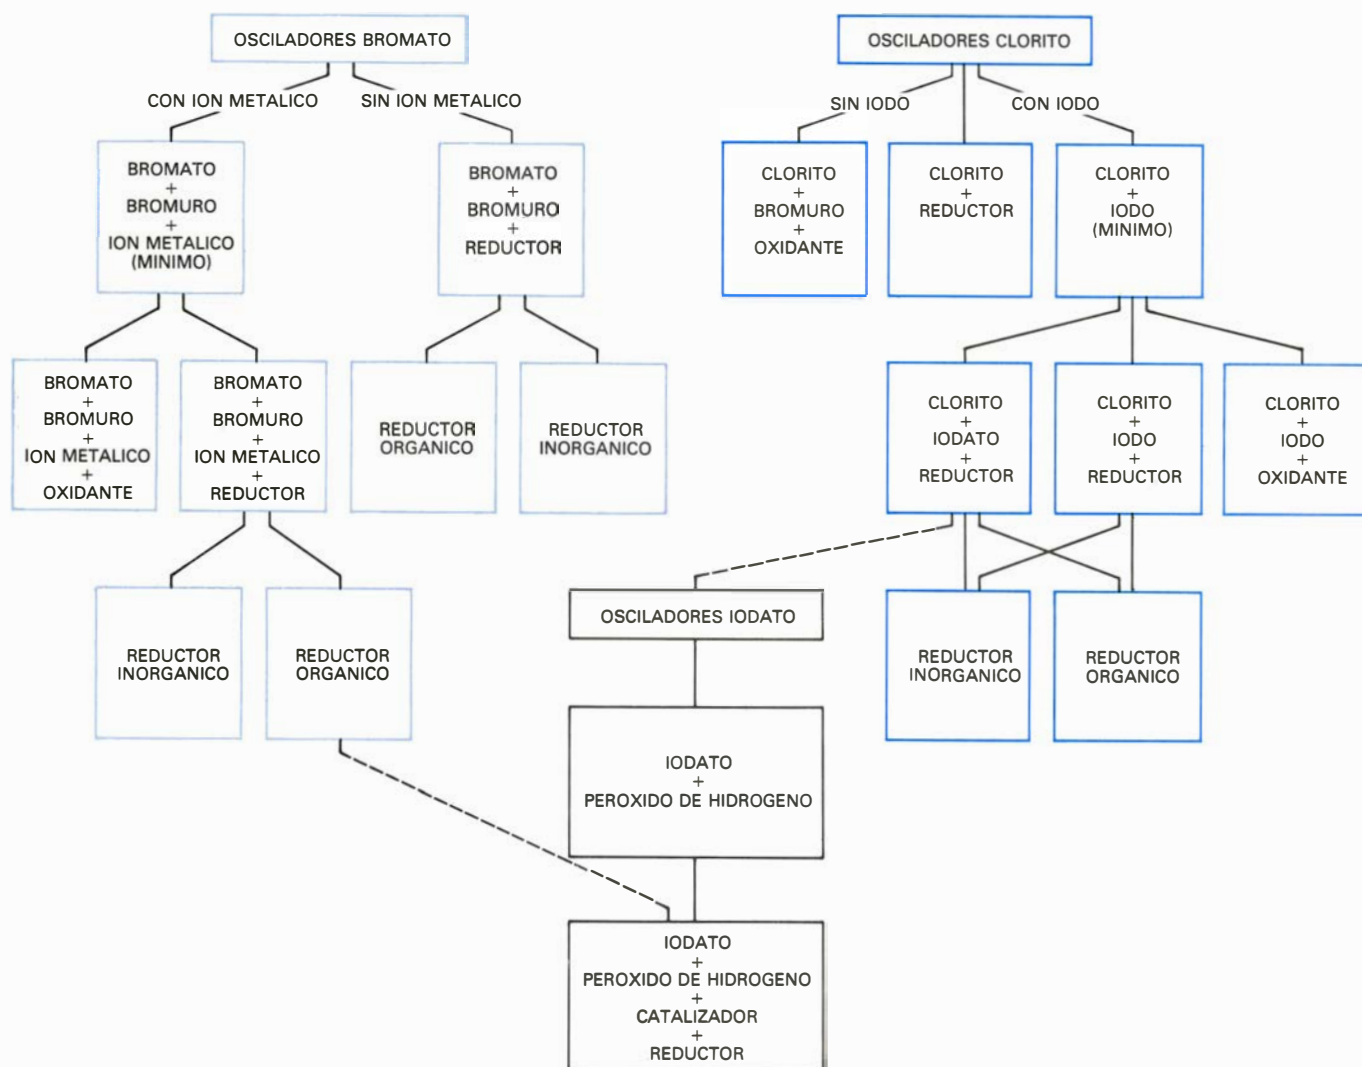 OSCILADORES BROMATO
CON ION METALICO
SIN ION METALICO
BROMATO
+
BROMURO
+
ION METALICO
(MINIMO)
BROMATO
+
BROMURO
+
REDUCTOR
BROMATO
+
BROMURO
+
ION METALICO
+
OXIDANTE
BROMATO
+
BROMURO
+
ION METALICO
+
REDUCTOR
REDUCTOR
ORGANICO
REDUCTOR
INORGANICO
REDUCTOR
INORGANICO
REDUCTOR
ORGANICO
OSCILADORES CLORITO
SIN IODO
CON IODO
CLORITO
+
BROMURO
+
OXIDANTE
CLORITO
+
REDUCTOR
CLORITO
+
IODO
(MINIMO)
CLORITO
+
IODATO
+
REDUCTOR
CLORITO
+
IODO
+
REDUCTOR
CLORITO
+
IODO
+
OXIDANTE
REDUCTOR
INORGANICO
REDUCTOR
ORGANICO
OSCILADORES IODATO
IODATO
+
PEROXIDO DE HIDROGENO
IODATO
+
PEROXIDO DE HIDROGENO
+
CATALIZADOR
+
REDUCTOR